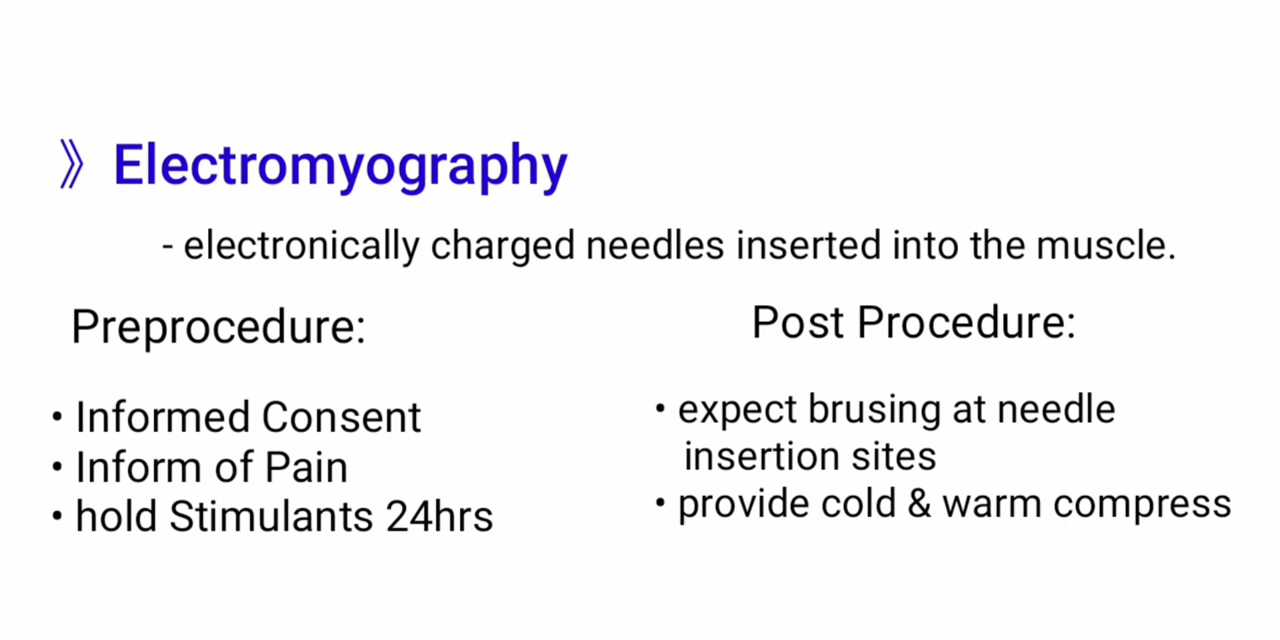 》Electromyography
- electronically charged needles inserted into the muscle.
Preprocedure:
• Informed Consent
• Inform of Pain
• hold Stimulants 24hrs
Post Procedure:
• expect brusing at needle
insertion sites
• provide cold & warm compress